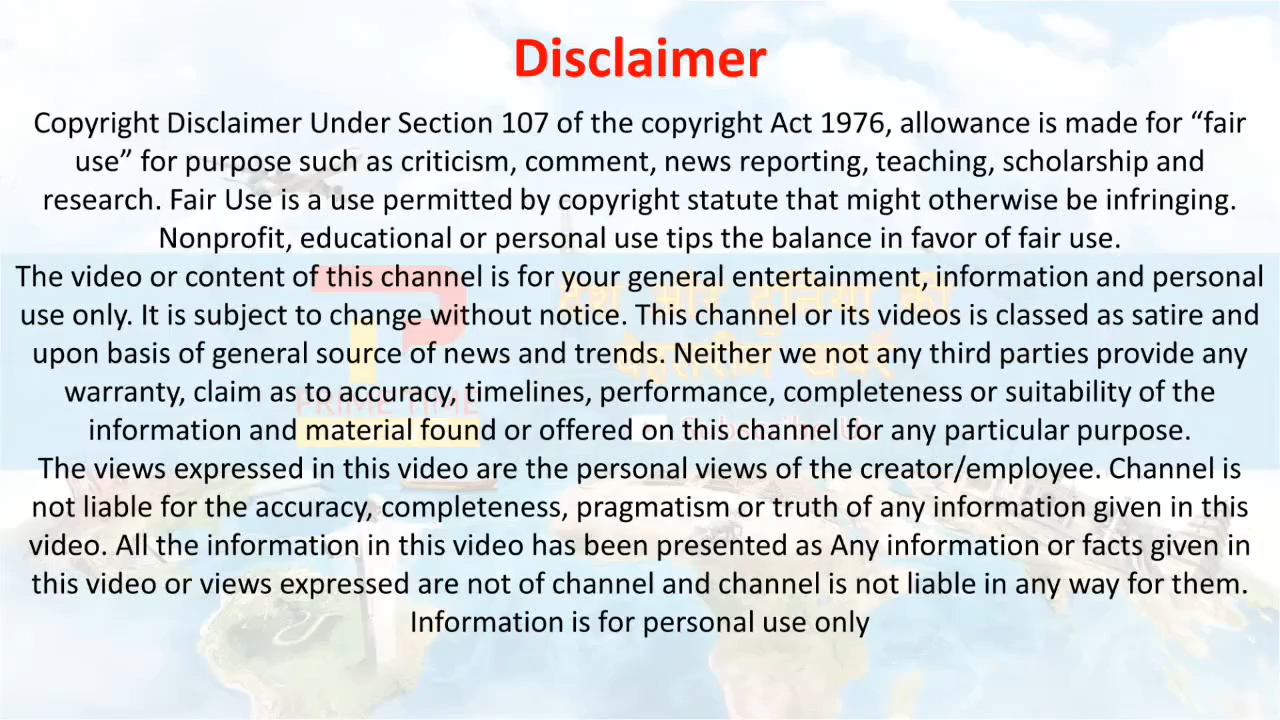 Disclaimer
Copyright Disclaimer Under Section 107 of the copyright Act 1976, allowance is made for “fair
use” for purpose such as criticism, comment, news reporting, teaching, scholarship and
research. Fair Use is a use permitted by copyright statute that might otherwise be infringing.
Nonprofit, educational or personal use tips the balance in favor of fair use.
The video or content of this channel is for your general entertainment, information and personal
use only. It is subject to change without notice. This channel or its videos is classed as satire and
upon basis of general source of news and trends. Neither we not any third parties provide any
warranty, claim as to accuracy, timelines, performance, completeness or suitability of the
information and material found or offered on this channel for any particular purpose.
The views expressed in this video are the personal views of the creator/employee. Channel is
not liable for the accuracy, completeness, pragmatism or truth of any information given in this
video. All the information in this video has been presented as Any information or facts given in
this video or views expressed are not of channel and channel is not liable in any way for them.
Information is for personal use only
देश और दुनिया की
PRIME TIME